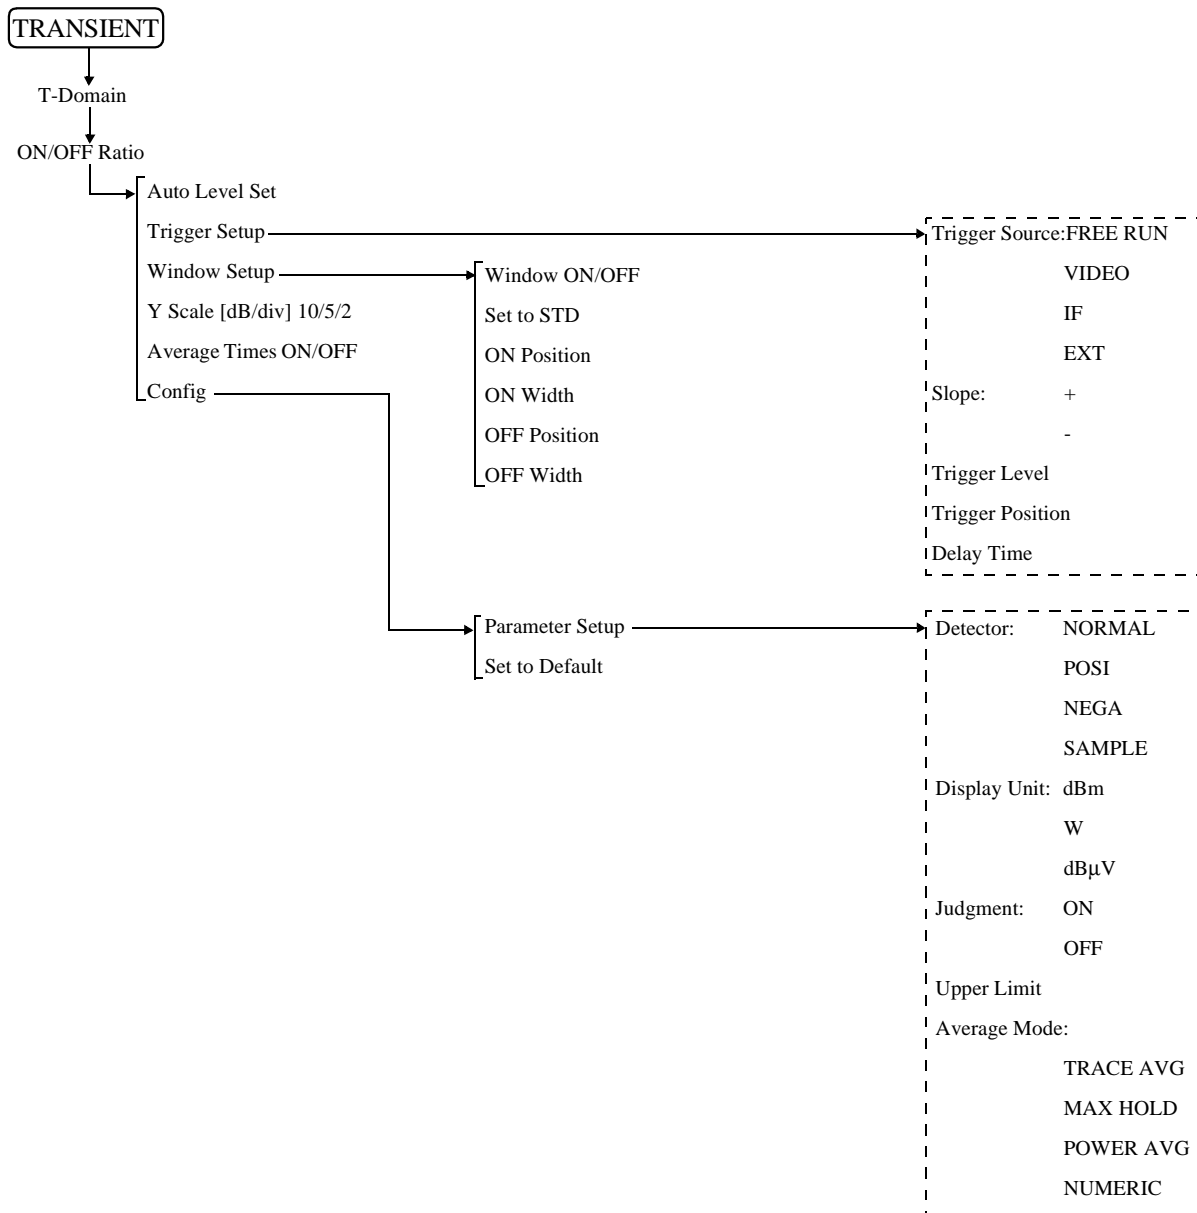 TRANSIENT
T-Domain
ON/OFF Ratio
Auto Level Set
Trigger Setup
Window Setup
Y Scale [dB/div] 10/5/2
Average Times ON/OFF
Config
Window ON/OFF
Set to STD
ON Position
ON Width
OFF Position
OFF Width
Trigger Source:FREE RUN
VIDEO
IF
EXT
Slope: +
-
Trigger Level
Trigger Position
Delay Time
Parameter Setup
Set to Default
Detector: NORMAL
POSI
NEGA
SAMPLE
Display Unit: dBm
W
dBµV
Judgment: ON
OFF
Upper Limit
Average Mode:
TRACE AVG
MAX HOLD
POWER AVG
NUMERIC